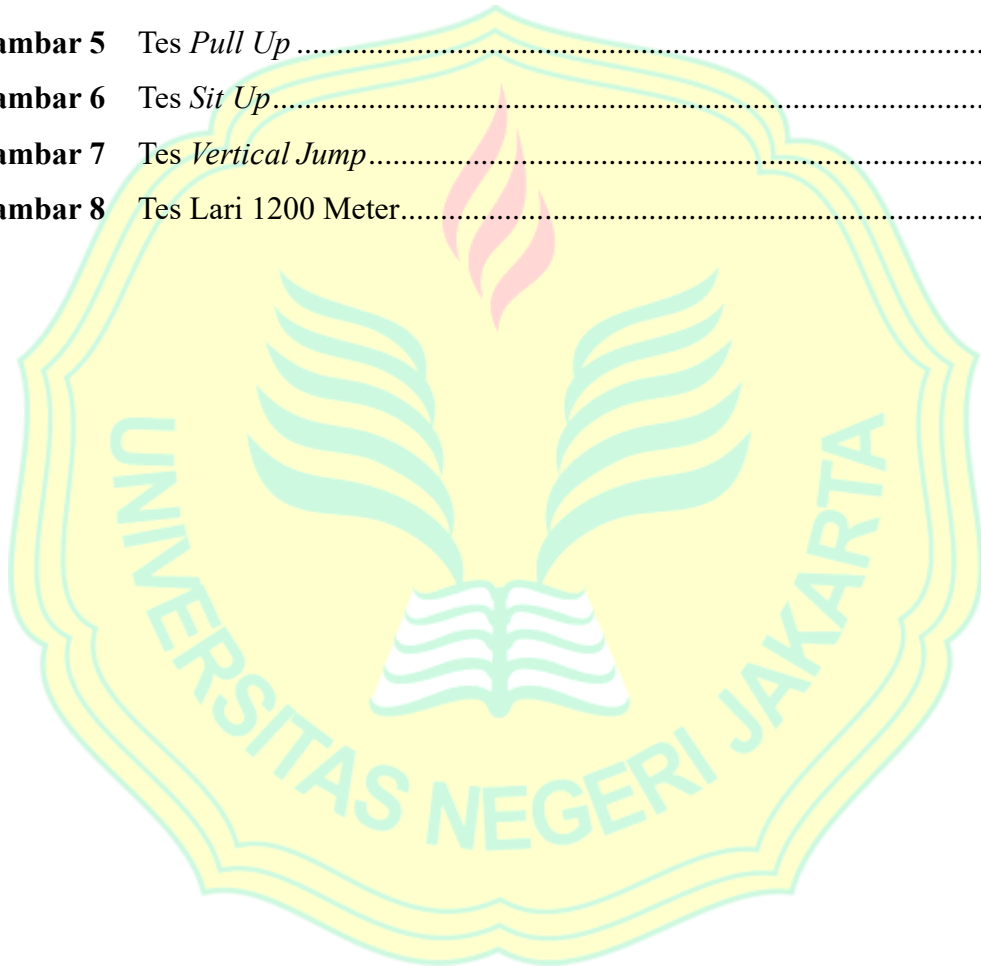 ambar 5 Tes Pull Up ........................................................................................
ambar 6 Tes Sit Up...........................................................................................
ambar 7 Tes Vertical Jump...............................................................................
ambar 8 Tes Lari 1200 Meter...........................................................................
UNIVERSITAS NEGERI JAKARTA